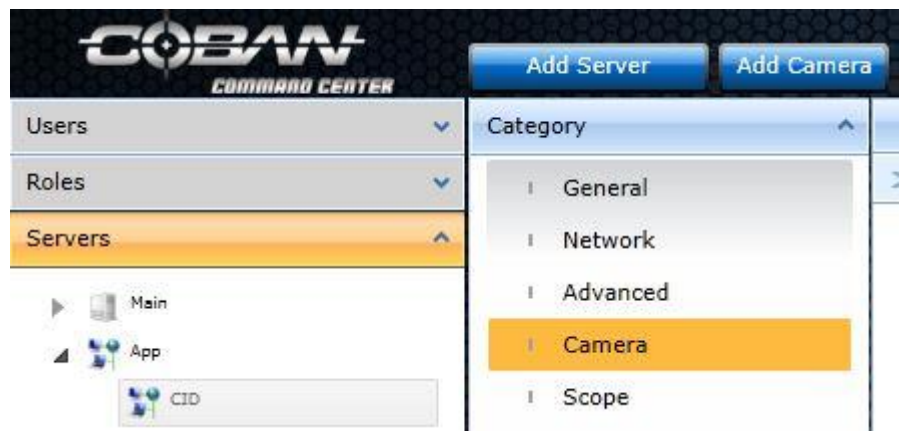 COBAN
COMMAND CENTER
Add Server
Add Camera
Users
Roles
Servers
Main
App
CID
Category
General
Network
Advanced
Camera
Scope